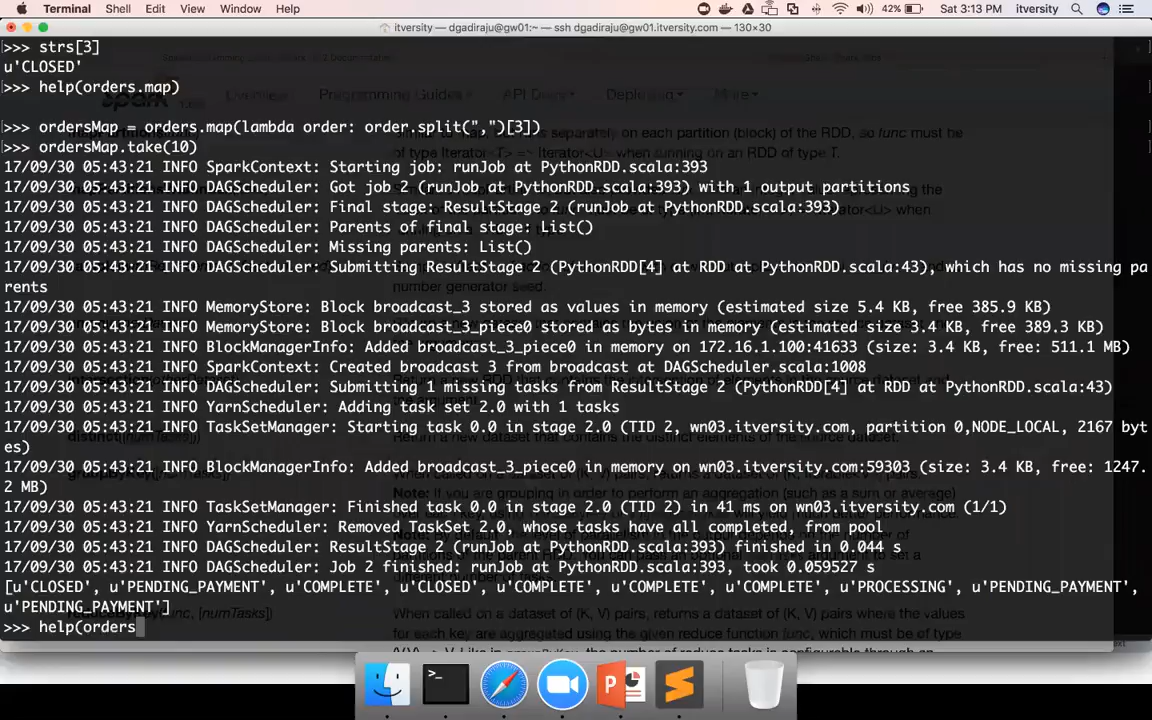 Terminal Shell Edit View Window Help 42% Sat 3:13 PM itversity
itversity — dgadiraju@gw01:~ — ssh dgadiraju@gw01.itversity.com — 130×30
>>> strs[3]
u'CLOSED'
>>> help(orders.map)
>>> ordersMap = orders.map(lambda order: order.split(",")[3])
>>> ordersMap.take(10)
17/09/30 05:43:21 INFO SparkContext: Starting job: runJob at PythonRDD.scala:393
17/09/30 05:43:21 INFO DAGScheduler: Got job 2 (runJob at PythonRDD.scala:393) with 1 output partitions
17/09/30 05:43:21 INFO DAGScheduler: Final stage: ResultStage 2 (runJob at PythonRDD.scala:393)
17/09/30 05:43:21 INFO DAGScheduler: Parents of final stage: List()
17/09/30 05:43:21 INFO DAGScheduler: Missing parents: List()
17/09/30 05:43:21 INFO DAGScheduler: Submitting ResultStage 2 (PythonRDD[4] at RDD at PythonRDD.scala:43), which has no missing pa
rents
17/09/30 05:43:21 INFO MemoryStore: Block broadcast_3 stored as values in memory (estimated size 5.4 KB, free 385.9 KB)
17/09/30 05:43:21 INFO MemoryStore: Block broadcast_3_piece0 stored as bytes in memory (estimated size 3.4 KB, free 389.3 KB)
17/09/30 05:43:21 INFO BlockManagerInfo: Added broadcast_3_piece0 in memory on 172.16.1.100:41633 (size: 3.4 KB, free: 511.1 MB)
17/09/30 05:43:21 INFO SparkContext: Created broadcast 3 from broadcast at DAGScheduler.scala:1008
17/09/30 05:43:21 INFO DAGScheduler: Submitting 1 missing tasks from ResultStage 2 (PythonRDD[4] at RDD at PythonRDD.scala:43)
17/09/30 05:43:21 INFO YarnScheduler: Adding task set 2.0 with 1 tasks
17/09/30 05:43:21 INFO TaskSetManager: Starting task 0.0 in stage 2.0 (TID 2, wn03.itversity.com, partition 0,NODE_LOCAL, 2167 byt
es)
17/09/30 05:43:21 INFO BlockManagerInfo: Added broadcast_3_piece0 in memory on wn03.itversity.com:59303 (size: 3.4 KB, free: 1247.
2 MB)
17/09/30 05:43:21 INFO TaskSetManager: Finished task 0.0 in stage 2.0 (TID 2) in 41 ms on wn03.itversity.com (1/1)
17/09/30 05:43:21 INFO YarnScheduler: Removed TaskSet 2.0, whose tasks have all completed, from pool
17/09/30 05:43:21 INFO DAGScheduler: ResultStage 2 (runJob at PythonRDD.scala:393) finished in 0.044 s
17/09/30 05:43:21 INFO DAGScheduler: Job 2 finished: runJob at PythonRDD.scala:393, took 0.059527 s
[u'CLOSED', u'PENDING_PAYMENT', u'COMPLETE', u'CLOSED', u'COMPLETE', u'COMPLETE', u'COMPLETE', u'PROCESSING', u'PENDING_PAYMENT',
u'PENDING_PAYMENT']
>>> help(orders